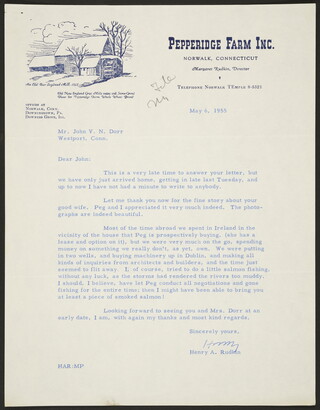 PEPPERIDGE FARM INC.
NORWALK, CONNECTICUT
Margaret Rudkin, Director
TELEPHONE NORWALK TEMPLE 8-0321
File
OFFICES AT
NORWALK, CONN.
DOWNINGTOWN, PA.
DOWNERS GROVE, ILL.
May 6, 1955
Mr. John V. N. Dorr
Westport, Conn.
Dear John:
This is a very late time to answer your letter, but
we have only just arrived home, getting in late last Tuesday, and
up to now I have not had a minute to write to anybody.
Let me thank you now for the fine story about your
good wife. Peg and I appreciated it very much indeed. The photo-
graphs are indeed beautiful.
Most of the time abroad we spent in Ireland in the
vicinity of the house that Peg is prospectively buying. (She has a
lease and option on it), but we were very much on the go, spending
money on something we really don't, as yet, own. We were putting
in two wells, and buying machinery up in Dublin, and making all
kinds of inquiries from architects and builders, and the time just
seemed to flit away. I, of course, tried to do a little salmon fishing,
without any luck, as the storms had rendered the rivers too muddy.
I should, I believe, have let Peg conduct all negotiations and gone
fishing for the entire time; then I might have been able to bring you
at least a piece of smoked salmon!
Looking forward to seeing you and Mrs. Dorr at an
early date, I am, with again my thanks and most kind regards,
Sincerely yours,
Henry A. Rudkin
HAR:MP